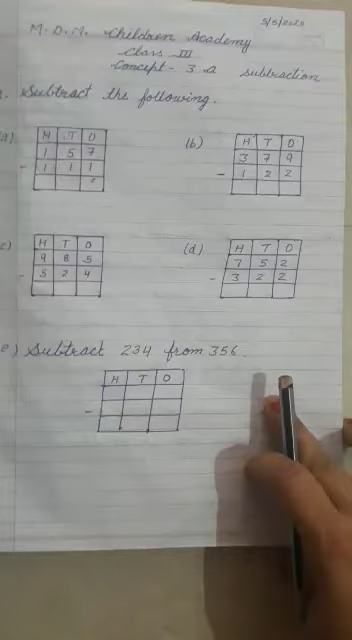 5/5/2020
M.D.M. Children Academy
Class III
Concept - 3.a subtraction
Subtract the following.
a)
H T O
1 5 7
- 1 1 1
(b)
H T O
3 7 9
- 1 2 2
c)
H T O
9 8 5
- 5 2 4
(d)
H T O
7 5 2
- 3 2 2
e) Subtract 234 from 356.
H T O
-